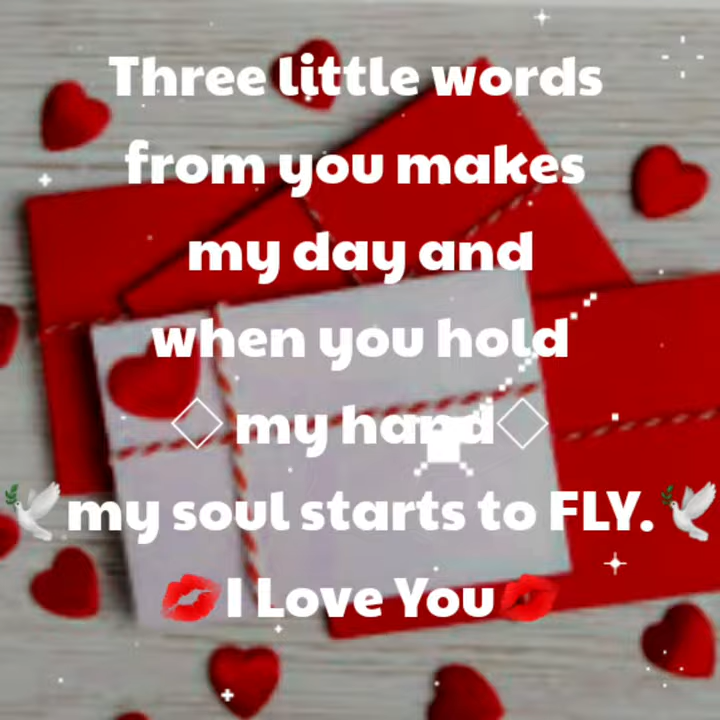 Three little words
from you makes
my day and
when you hold
◇ my hand◇
🕊️my soul starts to FLY.🕊️
💋I Love You💋